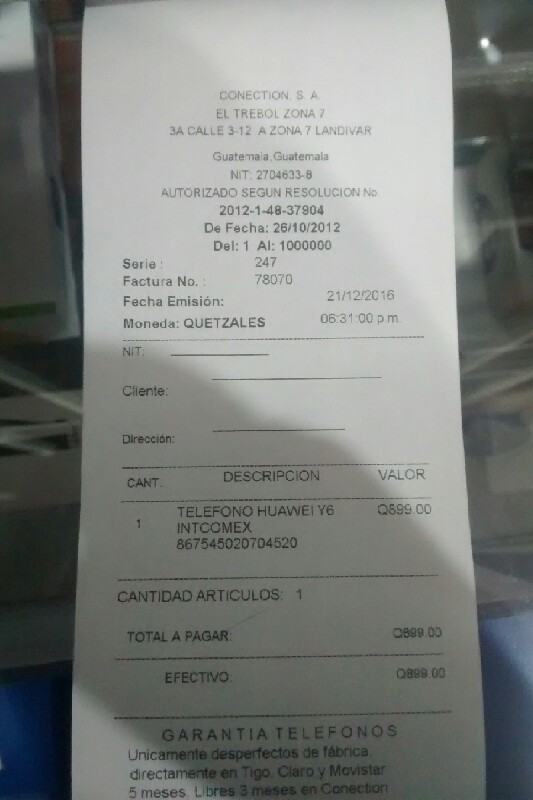 CONECTION, S. A.
EL TREBOL ZONA 7
3A CALLE 3-12 A ZONA 7 LANDIVAR
Guatemala,Guatemala
NIT: 2704633-8
AUTORIZADO SEGUN RESOLUCION No.
2012-1-48-37904
De Fecha: 26/10/2012
Del: 1 Al: 1000000
Serie : 247
Factura No. : 78070
Fecha Emisión: 21/12/2016
Moneda: QUETZALES 06:31:00 p.m.
NIT:
Cliente:
Dirección:
CANT. DESCRIPCION VALOR
1 TELEFONO HUAWEI Y6 Q899.00
INTCOMEX
867545020704520
CANTIDAD ARTICULOS: 1
TOTAL A PAGAR: Q899.00
EFECTIVO: Q899.00
GARANTIA TELEFONOS
Unicamente desperfectos de fábrica,
directamente en Tigo, Claro y Movistar
5 meses. Libres 3 meses en Conection